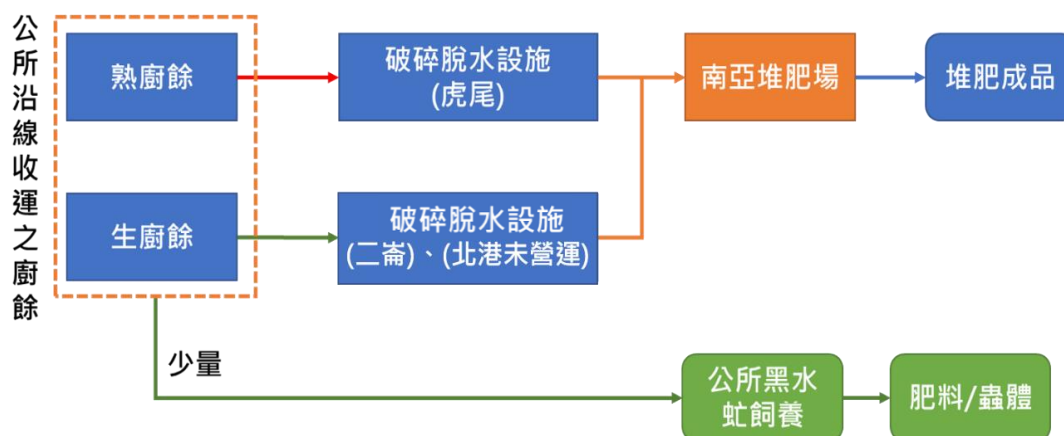 公所沿線收運之廚餘
熟廚餘
破碎脫水設施
(虎尾)
南亞堆肥場
堆肥成品
生廚餘
破碎脫水設施
(二崙)、(北港未營運)
少量
公所黑水
虻飼養
肥料/蟲體